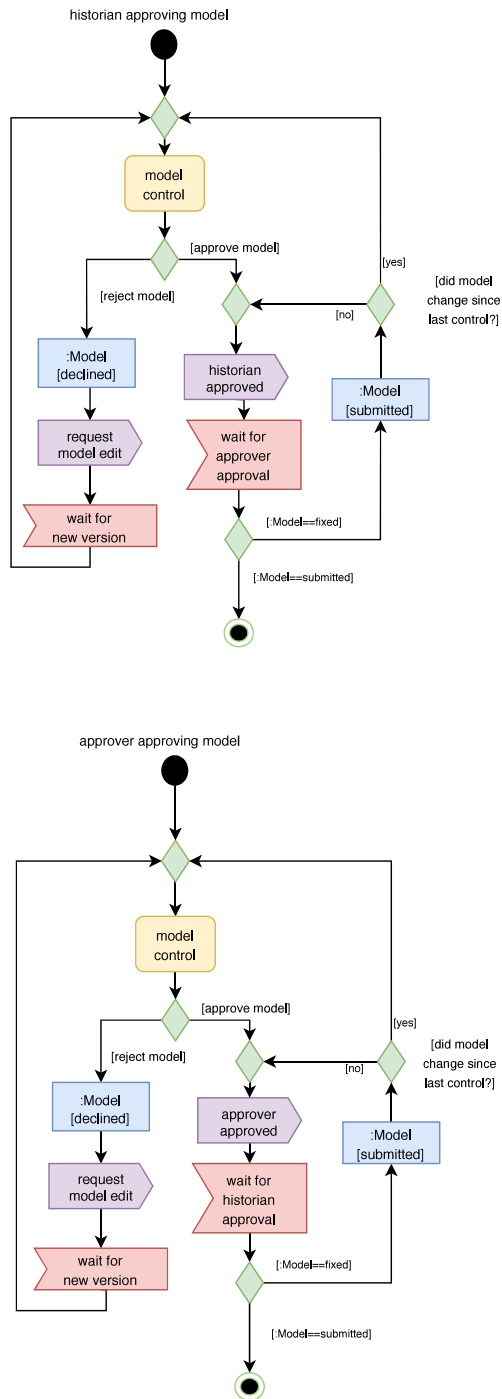 historian approving model
model
control
[approve model]
[reject model]
[yes]
[did model
change since
last control?]
[no]
:Model
[declined]
historian
approved
:Model
[submitted]
request
model edit
wait for
approver
approval
wait for
new version
[:Model==fixed]
[:Model==submitted]
approver approving model
model
control
[approve model]
[reject model]
[yes]
[did model
change since
last control?]
[no]
:Model
[declined]
approver
approved
:Model
[submitted]
request
model edit
wait for
historian
approval
wait for
new version
[:Model==fixed]
[:Model==submitted]